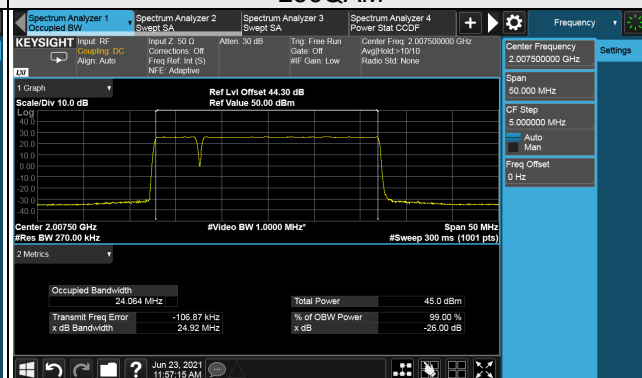 Spectrum Analyzer 1
Occupied BW
Spectrum Analyzer 2
Swept SA
Spectrum Analyzer 3
Swept SA
Spectrum Analyzer 4
Power Stat CCDF
Frequency
KEYSIGHT
Input: RF
Coupling: DC
Align: Auto
Input Z: 50 Ω
Corrections: Off
Freq Ref: Int (S)
NFE: Adaptive
Atten: 30 dB
Trig: Free Run
Gate: Off
#IF Gain: Low
Center Freq: 2.007500000 GHz
Avg|Hold:>10/10
Radio Std: None
LXI
Center Frequency
2.007500000 GHz
Settings
Span
50.000 MHz
CF Step
5.000000 MHz
Auto
Man
Freq Offset
0 Hz
1 Graph
Scale/Div 10.0 dB
Ref Lvl Offset 44.30 dB
Ref Value 50.00 dBm
Log
40.0
30.0
20.0
10.0
0.00
-10.0
-20.0
-30.0
-40.0
Center 2.00750 GHz
#Res BW 270.00 kHz
#Video BW 1.0000 MHz*
Span 50 MHz
#Sweep 300 ms (1001 pts)
2 Metrics
Occupied Bandwidth
24.064 MHz
Total Power 45.0 dBm
Transmit Freq Error -106.87 kHz
% of OBW Power 99.00 %
x dB Bandwidth 24.92 MHz
x dB -26.00 dB
?
Jun 23, 2021
11:57:15 AM